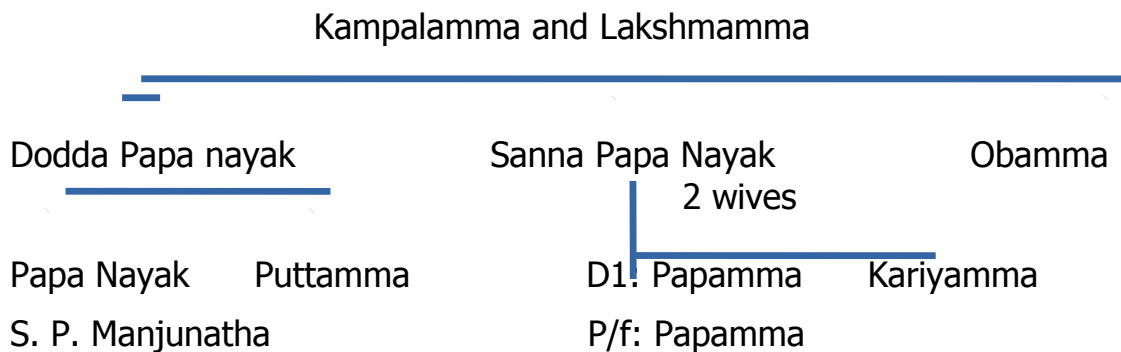 Kampalamma and Lakshmamma
Dodda Papa nayak Sanna Papa Nayak Obamma
2 wives
Papa Nayak Puttamma D1: Papamma Kariyamma
S. P. Manjunatha P/f: Papamma